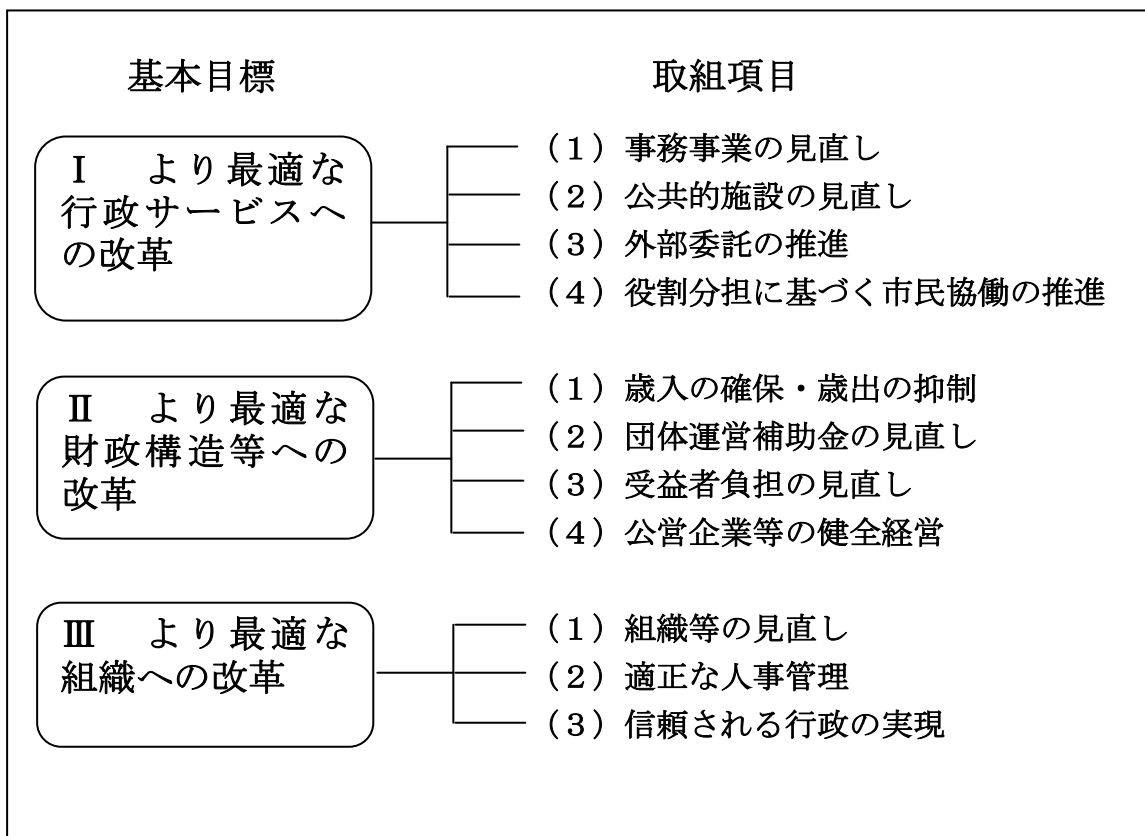 基本目標
取組項目
Ⅰ　より最適な
行政サービスへ
の改革
（１）事務事業の見直し
（２）公共的施設の見直し
（３）外部委託の推進
（４）役割分担に基づく市民協働の推進
Ⅱ　より最適な
財政構造等への
改革
（１）歳入の確保・歳出の抑制
（２）団体運営補助金の見直し
（３）受益者負担の見直し
（４）公営企業等の健全経営
Ⅲ　より最適な
組織への改革
（１）組織等の見直し
（２）適正な人事管理
（３）信頼される行政の実現